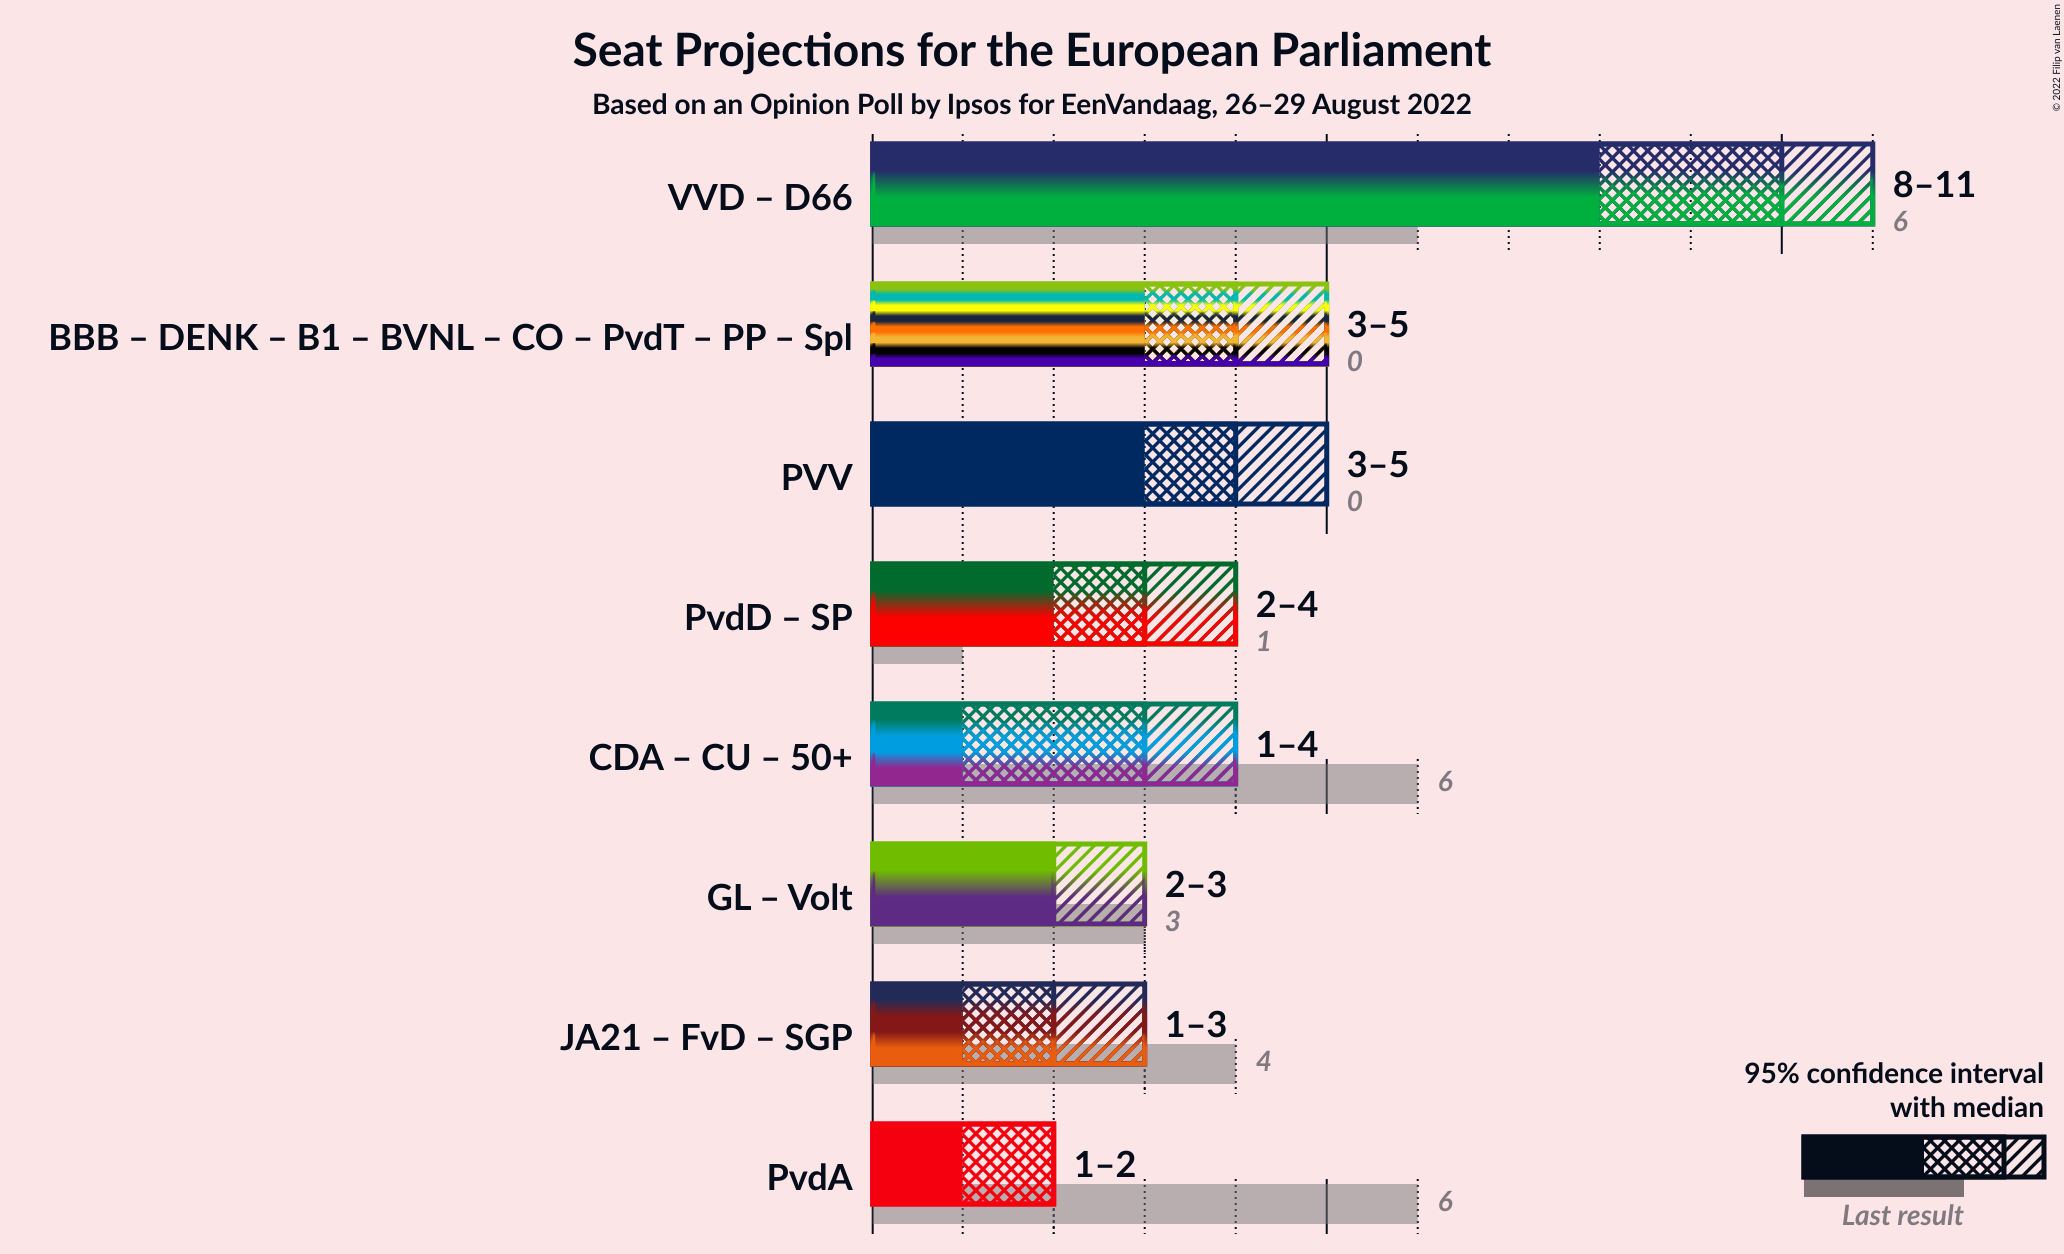 Seat Projections for the European Parliament
Based on an Opinion Poll by Ipsos for EenVandaag, 26–29 August 2022
© 2022 Filip van Laenen
VVD – D66
8–11
6
BBB – DENK – B1 – BVNL – CO – PvdT – PP – Spl
3–5
0
PVV
3–5
0
PvdD – SP
2–4
1
CDA – CU – 50+
1–4
6
GL – Volt
2–3
3
JA21 – FvD – SGP
1–3
4
PvdA
1–2
6
95% confidence interval
with median
Last result